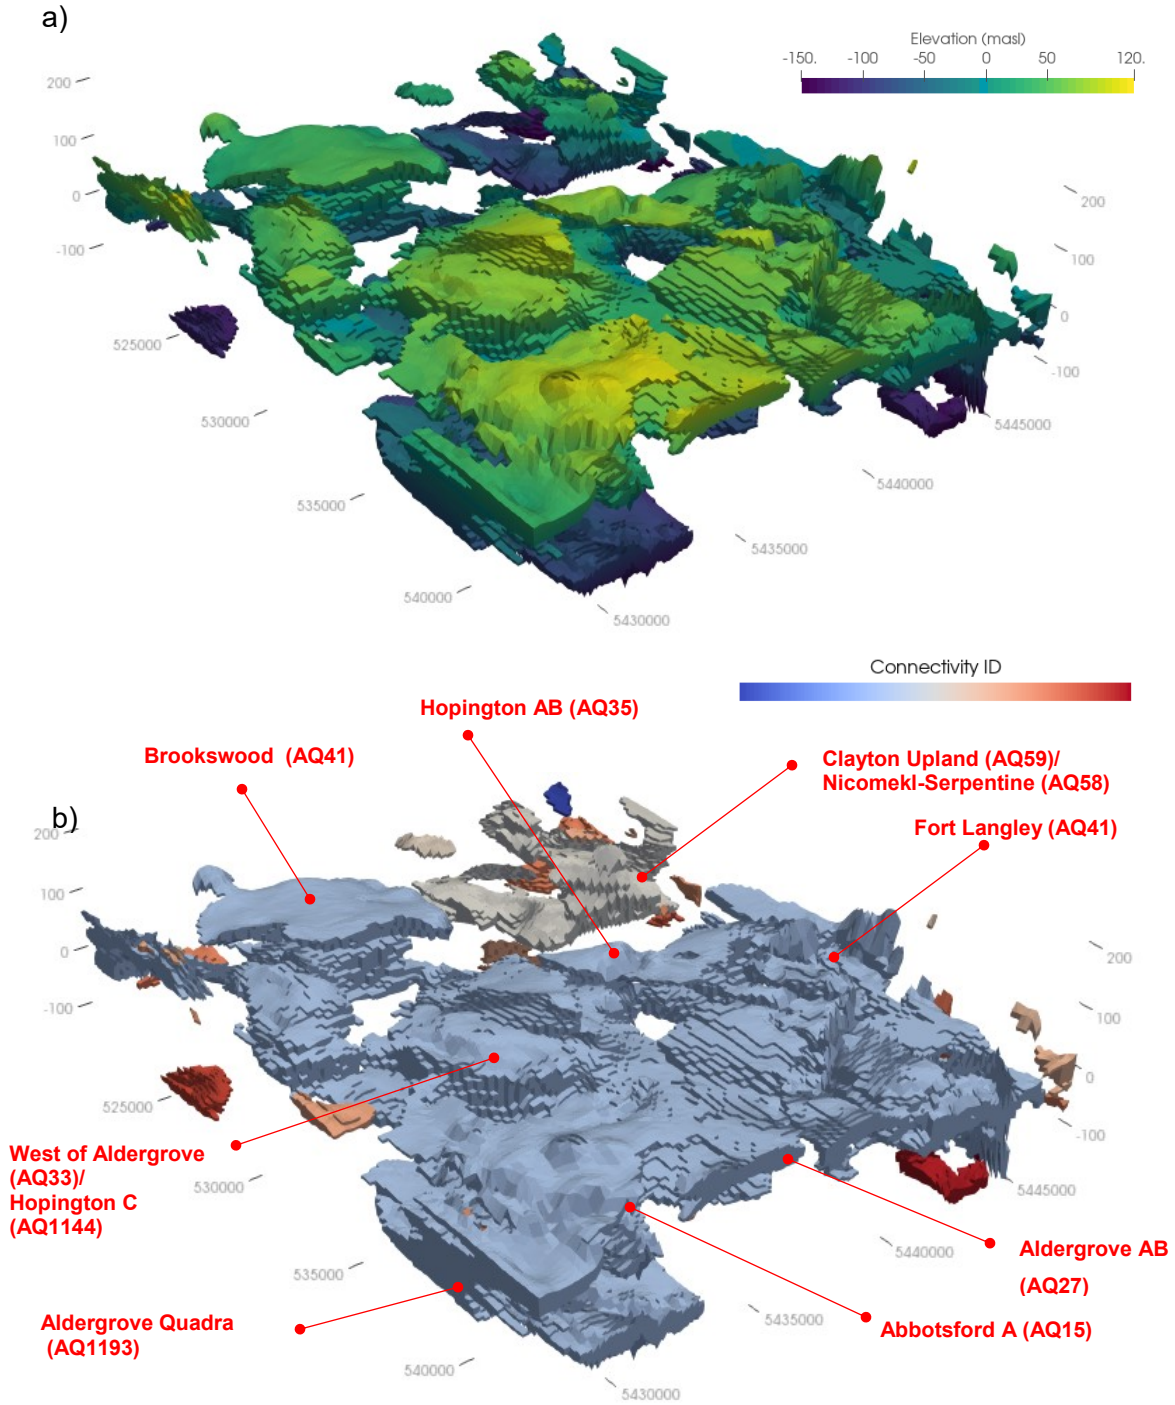 a)
Elevation (masl)
-150. -100 -50 0 50 120.
200
100
0
-100
525000
530000
535000
540000
200
100
0
-100
5445000
5440000
5435000
5430000
Connectivity ID
Hopington AB (AQ35)
Brookswood (AQ41)
Clayton Upland (AQ59)/
Nicomekl-Serpentine (AQ58)
Fort Langley (AQ41)
b)
200
100
0
-100
525000
530000
535000
540000
200
100
0
-100
5445000
5440000
5435000
5430000
West of Aldergrove
(AQ33)/
Hopington C
(AQ1144)
Aldergrove AB
(AQ27)
Aldergrove Quadra
(AQ1193)
Abbotsford A (AQ15)